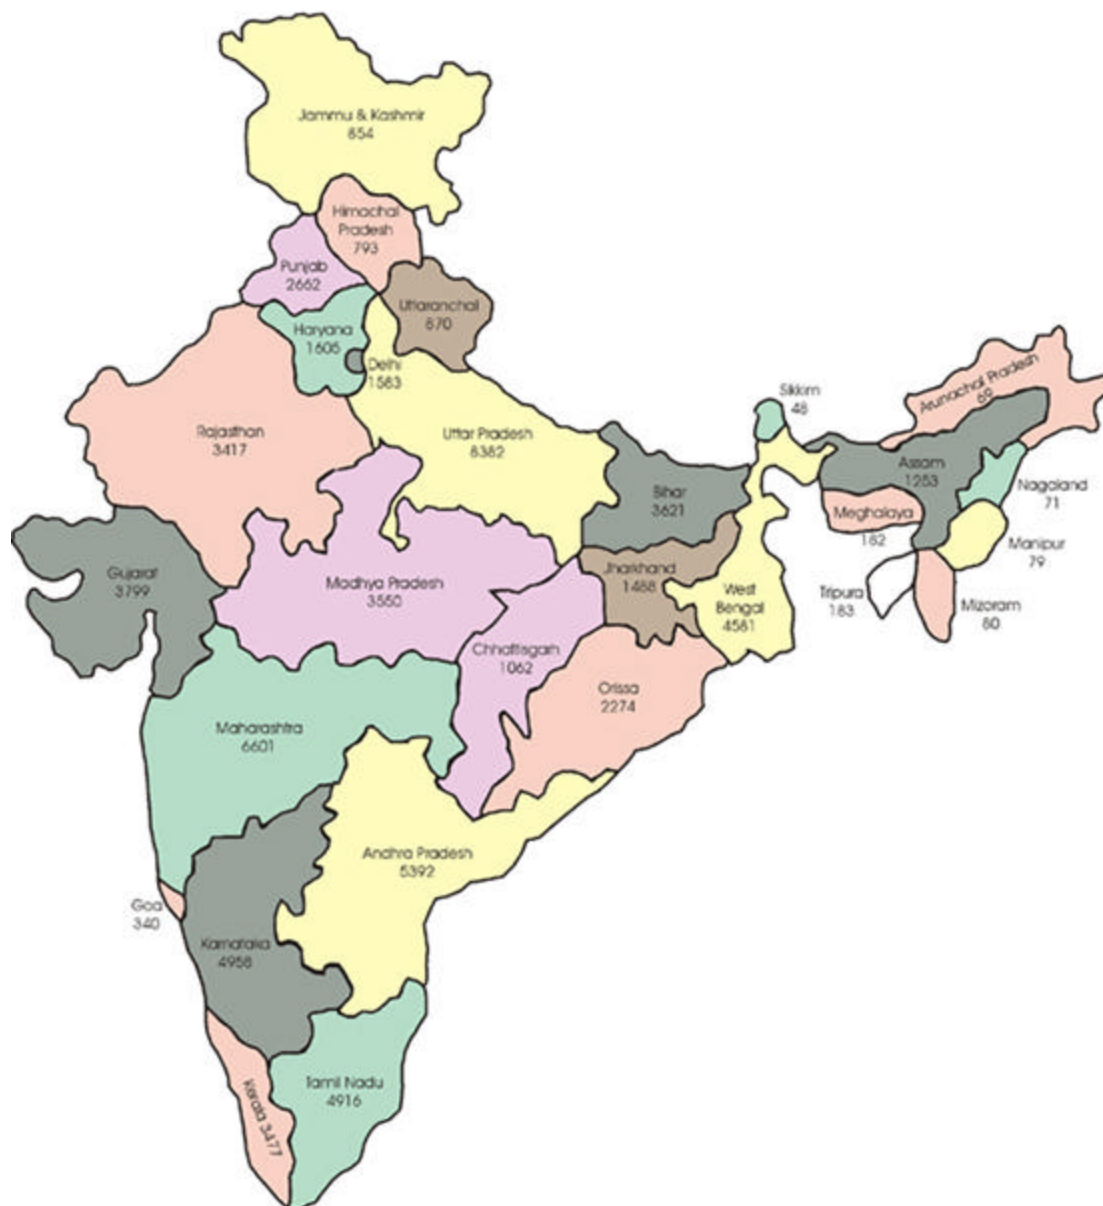 Jammu & Kashmir
854
Himachal
Pradesh
793
Punjab
2662
Uttaranchal
870
Haryana
1605
Delhi
1583
Rajasthan
3417
Uttar Pradesh
8382
Sikkim
48
Arunachal Pradesh
69
Assam
1253
Nagaland
71
Bihar
3621
Meghalaya
182
Manipur
79
Gujarat
3799
Madhya Pradesh
3550
Jharkhand
1488
West
Bengal
4581
Tripura
183
Mizoram
80
Chhattisgarh
1062
Orissa
2274
Maharashtra
6601
Andhra Pradesh
5392
Goa
340
Karnataka
4958
Tamil Nadu
4916
Kerala 3477